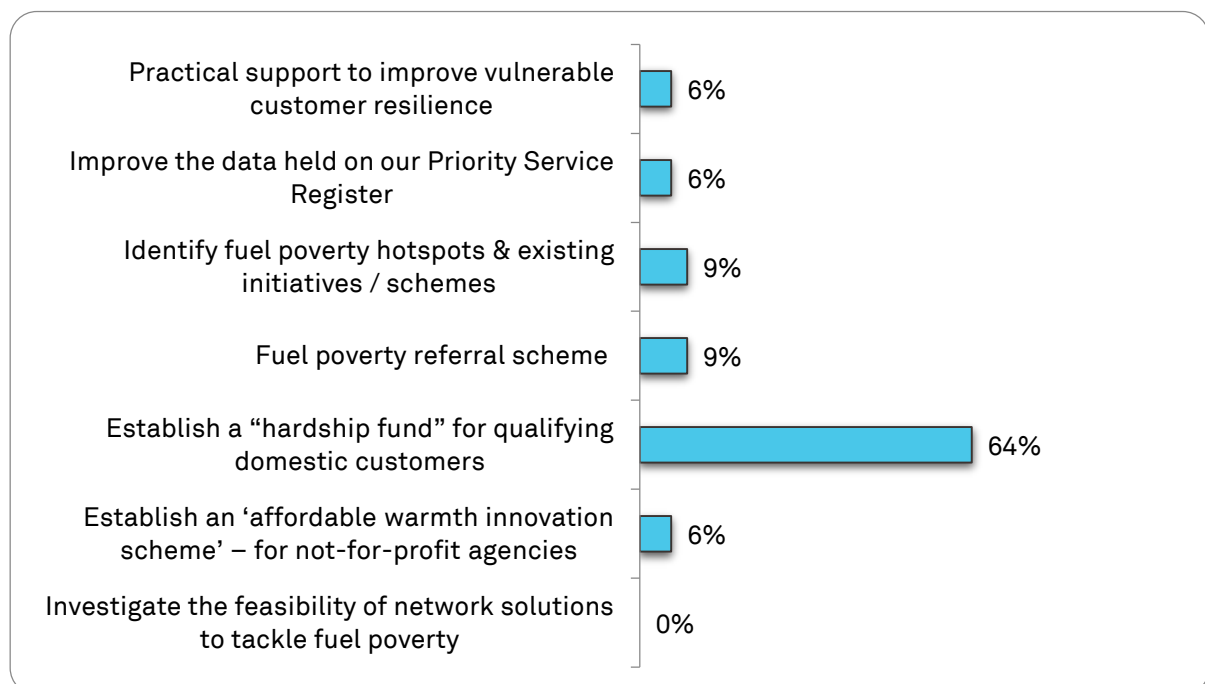 Practical support to improve vulnerable
customer resilience
6%
Improve the data held on our Priority Service
Register
6%
Identify fuel poverty hotspots & existing
initiatives / schemes
9%
Fuel poverty referral scheme
9%
Establish a “hardship fund” for qualifying
domestic customers
64%
Establish an ‘affordable warmth innovation
scheme’ – for not-for-profit agencies
6%
Investigate the feasibility of network solutions
to tackle fuel poverty
0%